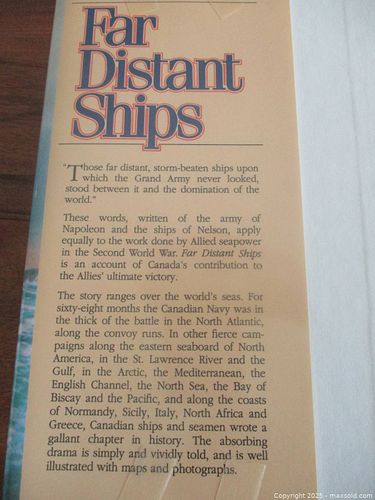 Far
Distant
Ships
"Those far distant, storm-beaten ships upon
which the Grand Army never looked,
stood between it and the domination of the
world."
These words, written of the army of
Napoleon and the ships of Nelson, apply
equally to the work done by Allied seapower
in the Second World War. Far Distant Ships
is an account of Canada's contribution to
the Allies' ultimate victory.
The story ranges over the world's seas. For
sixty-eight months the Canadian Navy was in
the thick of the battle in the North Atlantic,
along the convoy runs. In other fierce cam-
paigns along the eastern seaboard of North
America, in the St. Lawrence River and the
Gulf, in the Arctic, the Mediterranean, the
English Channel, the North Sea, the Bay of
Biscay and the Pacific, and along the coasts
of Normandy, Sicily, Italy, North Africa and
Greece, Canadian ships and seamen wrote a
gallant chapter in history. The absorbing
drama is simply and vividly told, and is well
illustrated with maps and photographs.
Copyright 2025 - maxsold.com